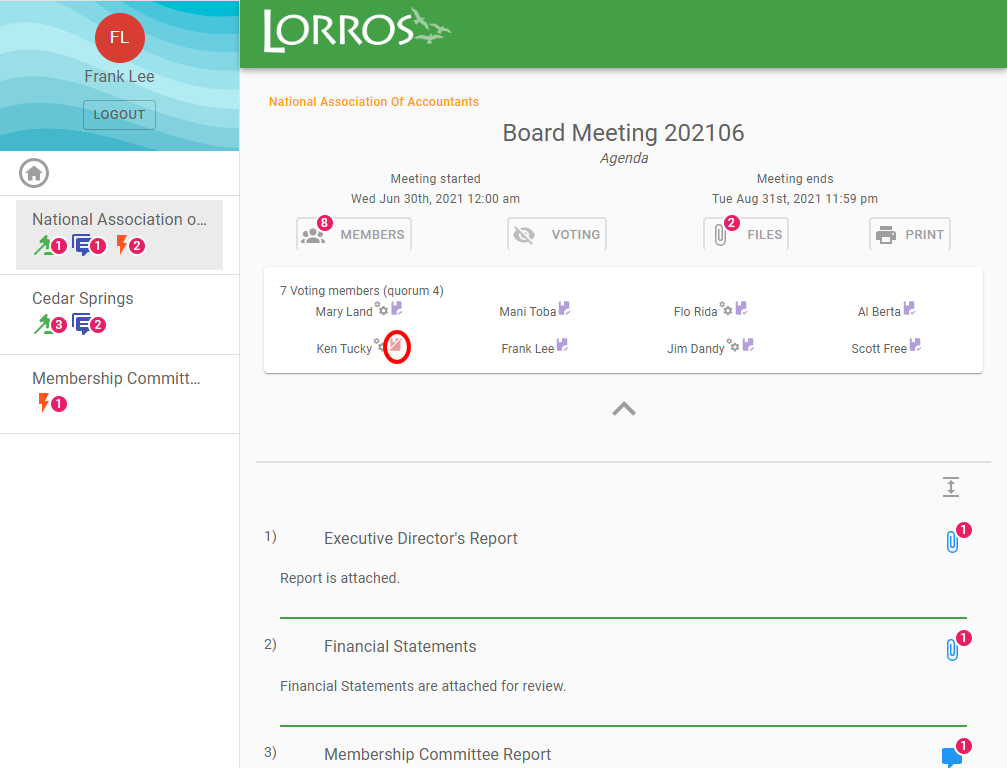 FL
Frank Lee
LOGOUT
National Association o...
1 1 2
Cedar Springs
3 2
Membership Committ...
1
LORROS
National Association Of Accountants
Board Meeting 202106
Agenda
Meeting started Meeting ends
Wed Jun 30th, 2021 12:00 am Tue Aug 31st, 2021 11:59 pm
8 MEMBERS VOTING 2 FILES PRINT
7 Voting members (quorum 4)
Mary Land Mani Toba Flo Rida Al Berta
Ken Tucky Frank Lee Jim Dandy Scott Free
1) Executive Director's Report 1
Report is attached.
2) Financial Statements 1
Financial Statements are attached for review.
3) Membership Committee Report 1